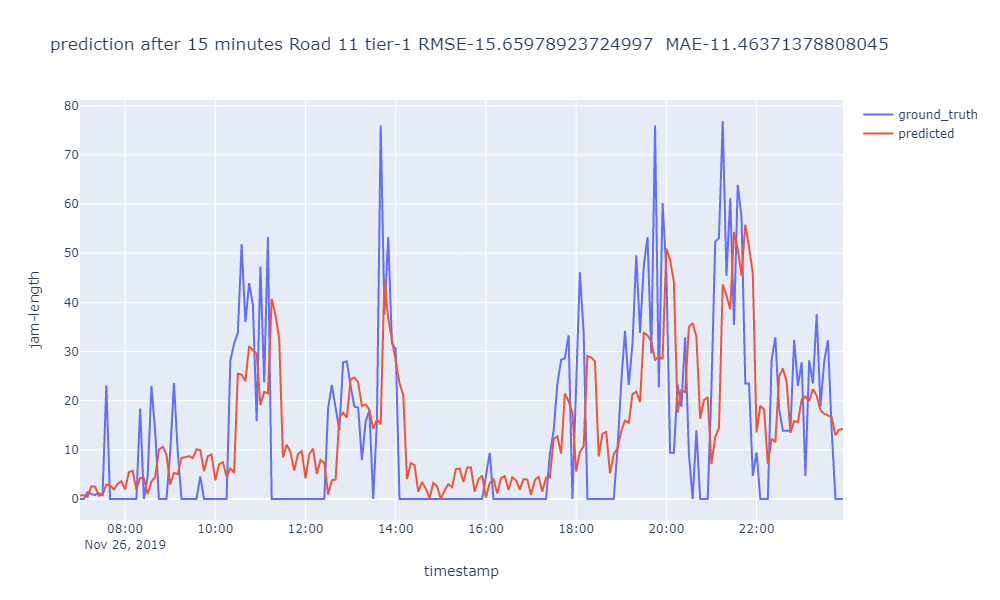 prediction after 15 minutes Road 11 tier-1 RMSE-15.65978923724997  MAE-11.46371378808045
ground_truth
predicted
80
70
60
50
40
30
20
10
0
jam-length
08:00 10:00 12:00 14:00 16:00 18:00 20:00 22:00
Nov 26, 2019
timestamp